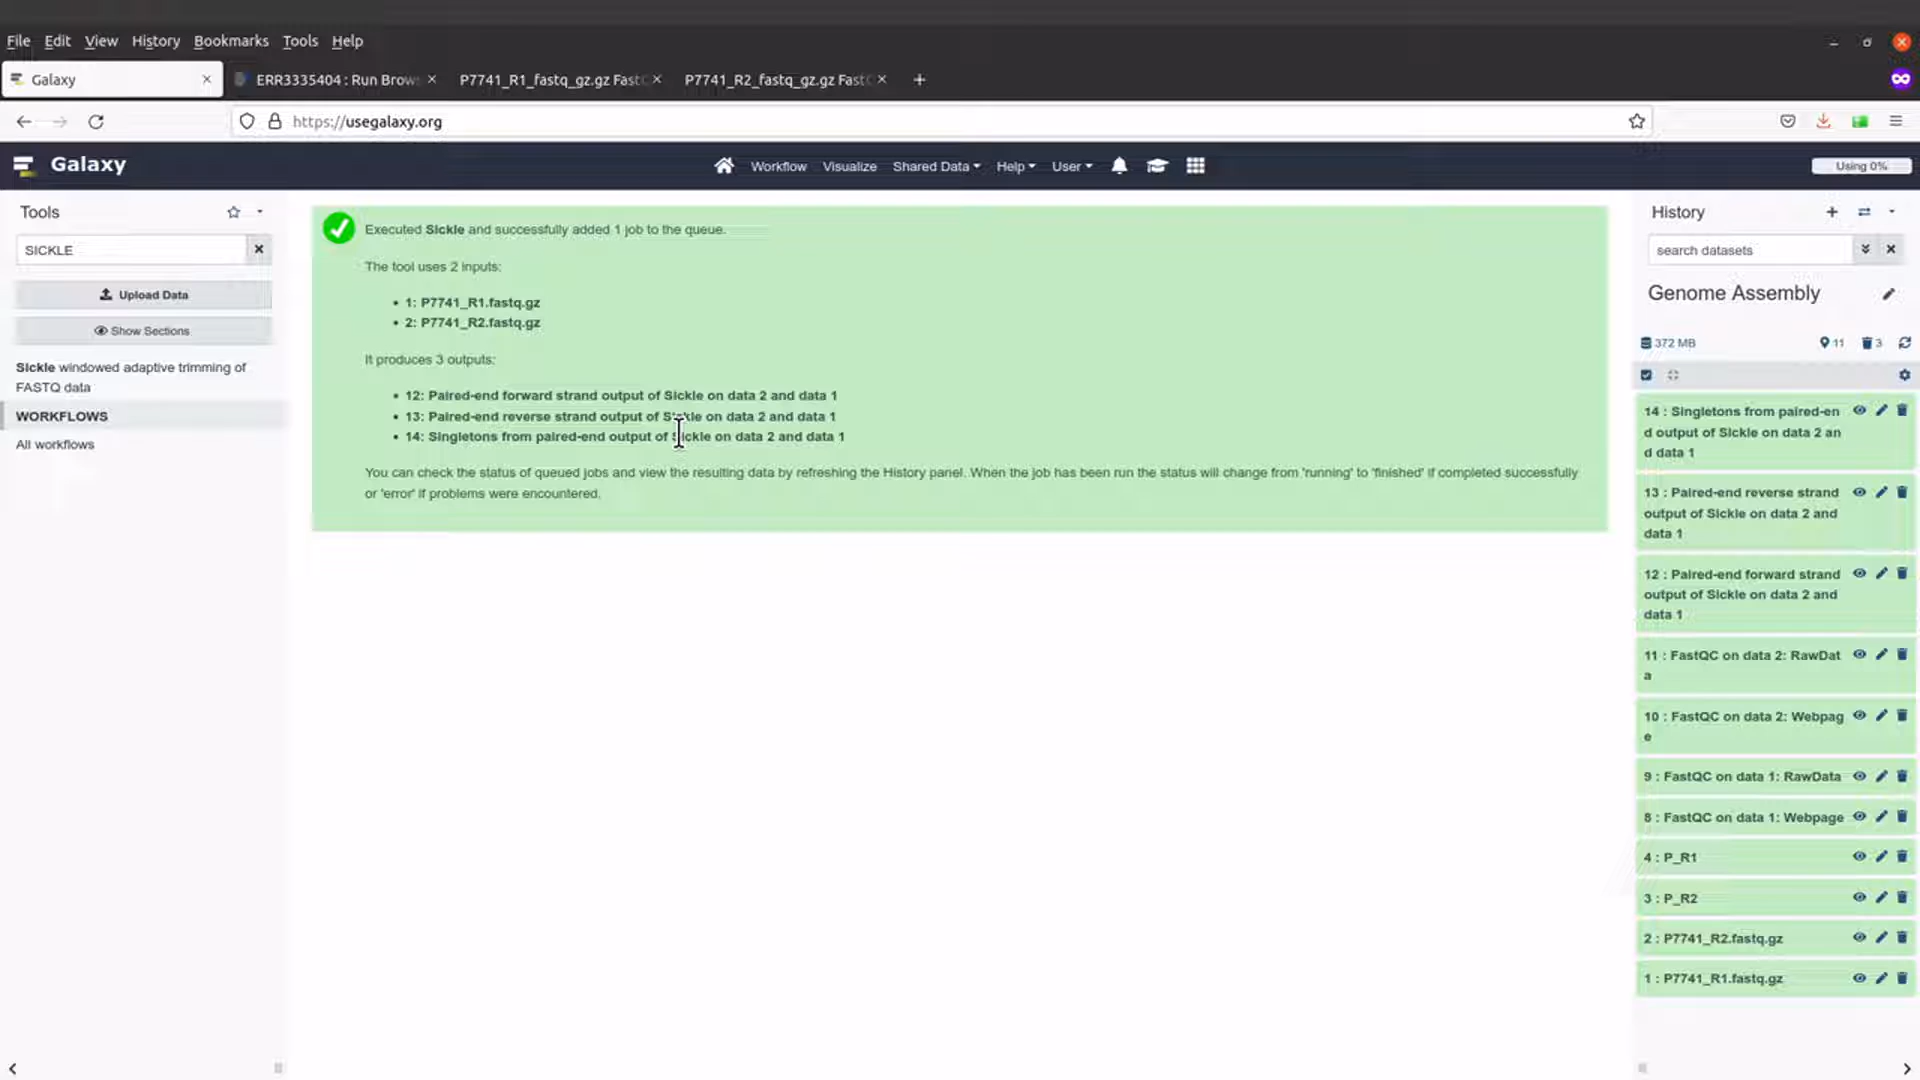 File Edit View History Bookmarks Tools Help
Galaxy
ERR3335404 : Run Brow
P7741_R1_fastq_gz.gz Fast
P7741_R2_fastq_gz.gz Fast
https://usegalaxy.org
Galaxy
Workflow Visualize Shared Data Help User
Using 0%
Tools
SICKLE
Upload Data
Show Sections
Sickle windowed adaptive trimming of
FASTQ data
WORKFLOWS
All workflows
Executed Sickle and successfully added 1 job to the queue.
The tool uses 2 inputs:
• 1: P7741_R1.fastq.gz
• 2: P7741_R2.fastq.gz
It produces 3 outputs:
• 12: Paired-end forward strand output of Sickle on data 2 and data 1
• 13: Paired-end reverse strand output of Sickle on data 2 and data 1
• 14: Singletons from paired-end output of Sickle on data 2 and data 1
You can check the status of queued jobs and view the resulting data by refreshing the History panel. When the job has been run the status will change from 'running' to 'finished' if completed successfully
or 'error' if problems were encountered.
History
search datasets
Genome Assembly
372 MB
11
3
14 : Singletons from paired-en
d output of Sickle on data 2 an
d data 1
13 : Paired-end reverse strand
output of Sickle on data 2 and
data 1
12 : Paired-end forward strand
output of Sickle on data 2 and
data 1
11 : FastQC on data 2: RawDat
a
10 : FastQC on data 2: Webpag
e
9 : FastQC on data 1: RawData
8 : FastQC on data 1: Webpage
4 : P_R1
3 : P_R2
2 : P7741_R2.fastq.gz
1 : P7741_R1.fastq.gz